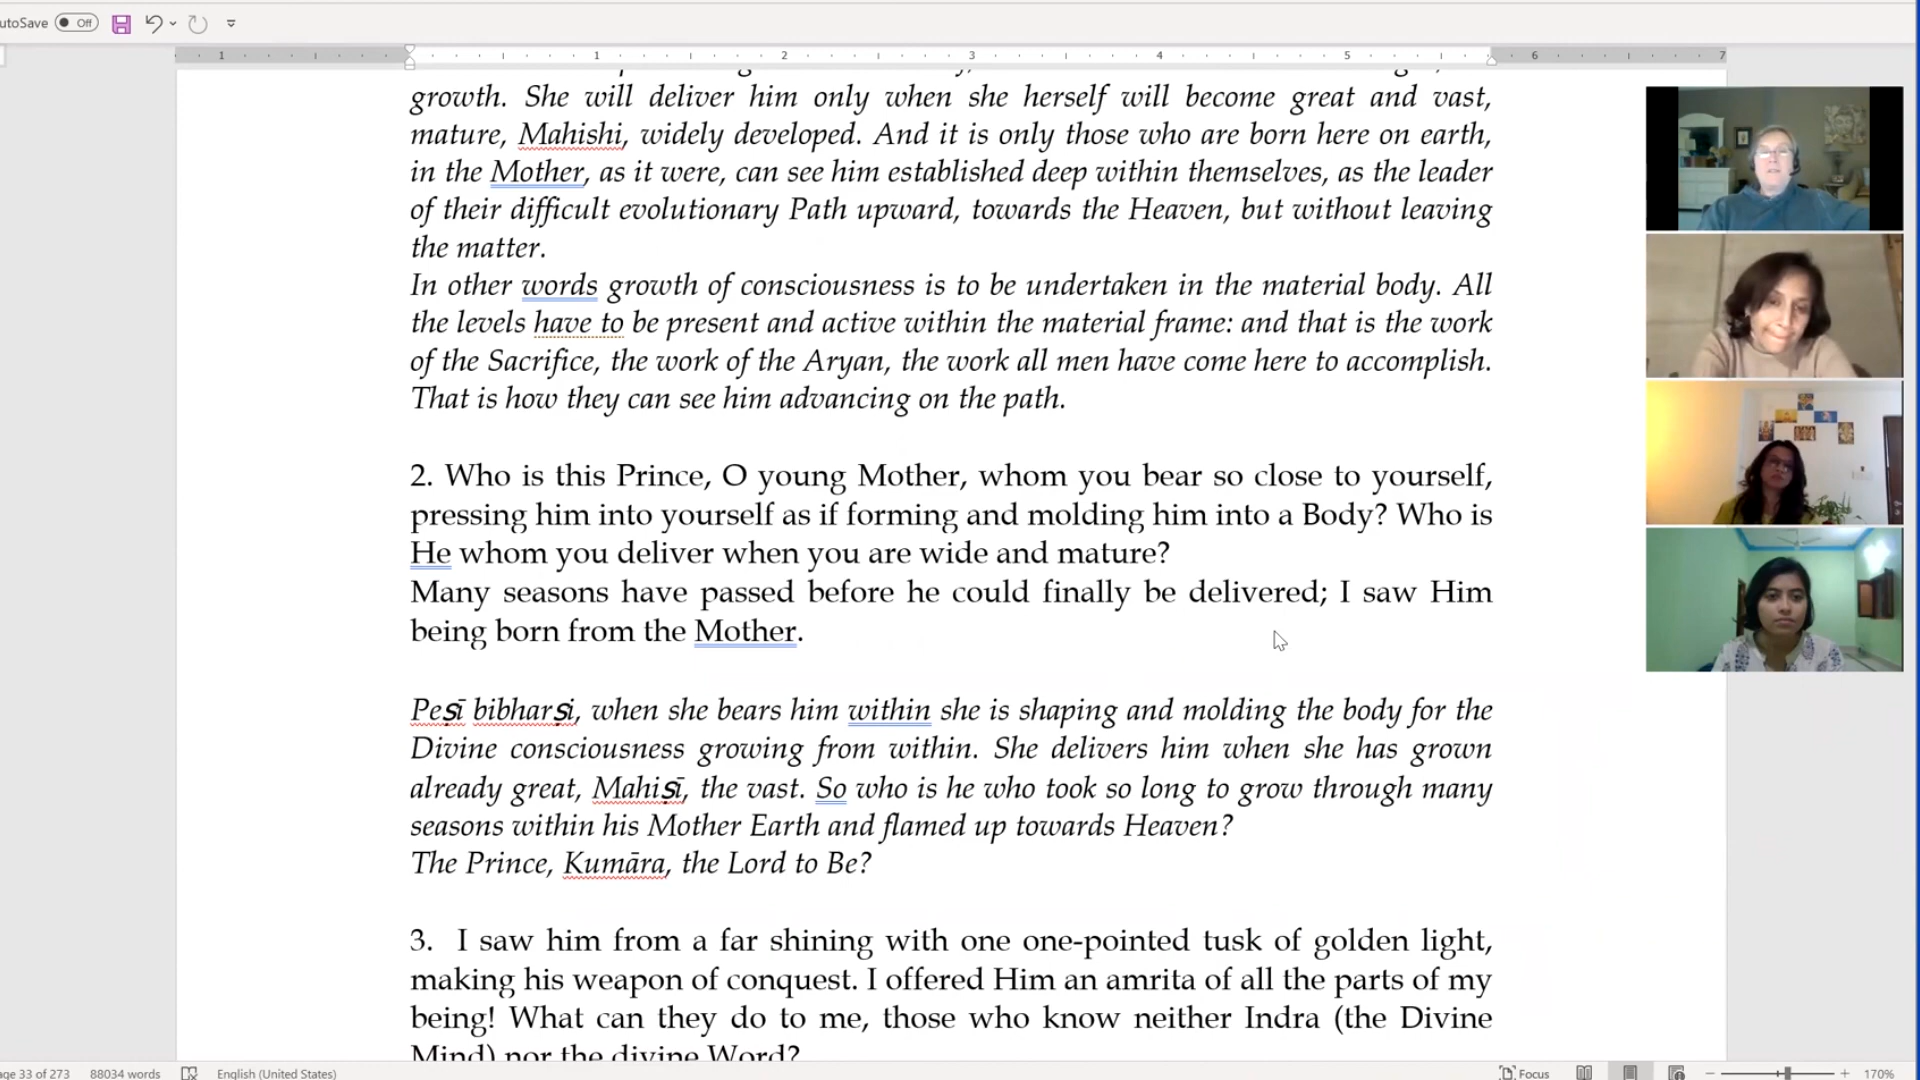 utoSave Off
1 1 2 3 4 5 6 7
growth. She will deliver him only when she herself will become great and vast,
mature, Mahishi, widely developed. And it is only those who are born here on earth,
in the Mother, as it were, can see him established deep within themselves, as the leader
of their difficult evolutionary Path upward, towards the Heaven, but without leaving
the matter.
In other words growth of consciousness is to be undertaken in the material body. All
the levels have to be present and active within the material frame: and that is the work
of the Sacrifice, the work of the Aryan, the work all men have come here to accomplish.
That is how they can see him advancing on the path.
2. Who is this Prince, O young Mother, whom you bear so close to yourself,
pressing him into yourself as if forming and molding him into a Body? Who is
He whom you deliver when you are wide and mature?
Many seasons have passed before he could finally be delivered; I saw Him
being born from the Mother.
Peṣī bibharṣi, when she bears him within she is shaping and molding the body for the
Divine consciousness growing from within. She delivers him when she has grown
already great, Mahiṣī, the vast. So who is he who took so long to grow through many
seasons within his Mother Earth and flamed up towards Heaven?
The Prince, Kumāra, the Lord to Be?
3. I saw him from a far shining with one one-pointed tusk of golden light,
making his weapon of conquest. I offered Him an amrita of all the parts of my
being! What can they do to me, those who know neither Indra (the Divine
Mind) nor the divine Word?
age 33 of 273 88034 words English (United States) Focus 170%